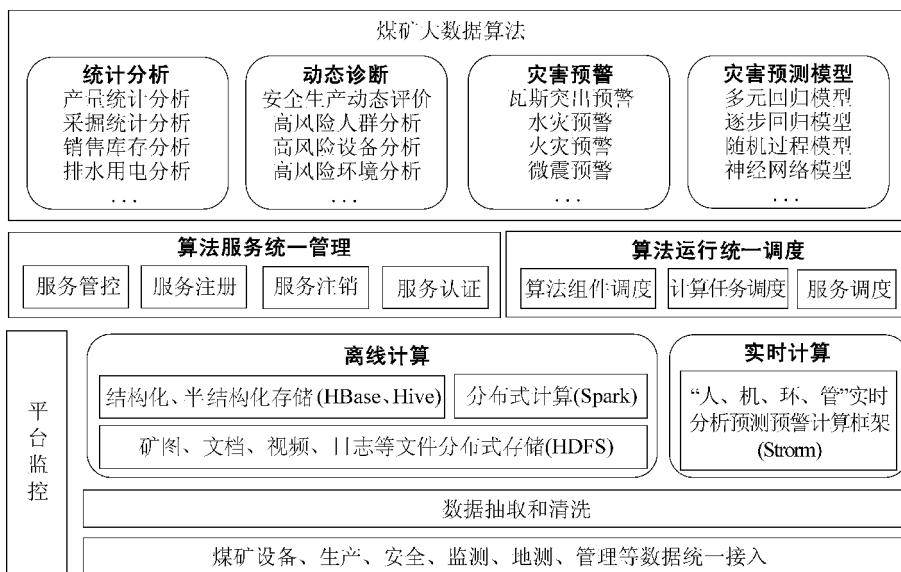 煤矿大数据算法
统计分析
产量统计分析
采掘统计分析
销售库存分析
排水用电分析
...
动态诊断
安全生产动态评价
高风险人群分析
高风险设备分析
高风险环境分析
...
灾害预警
瓦斯突出预警
水灾预警
火灾预警
微震预警
...
灾害预测模型
多元回归模型
逐步回归模型
随机过程模型
神经网络模型
...
算法服务统一管理
服务管控
服务注册
服务注销
服务认证
算法运行统一调度
算法组件调度
计算任务调度
服务调度
平台监控
离线计算
结构化、半结构化存储(HBase、Hive)
分布式计算(Spark)
矿图、文档、视频、日志等文件分布式存储(HDFS)
实时计算
“人、机、环、管”实时
分析预测预警计算框架
(Strorm)
数据抽取和清洗
煤矿设备、生产、安全、监测、地测、管理等数据统一接入